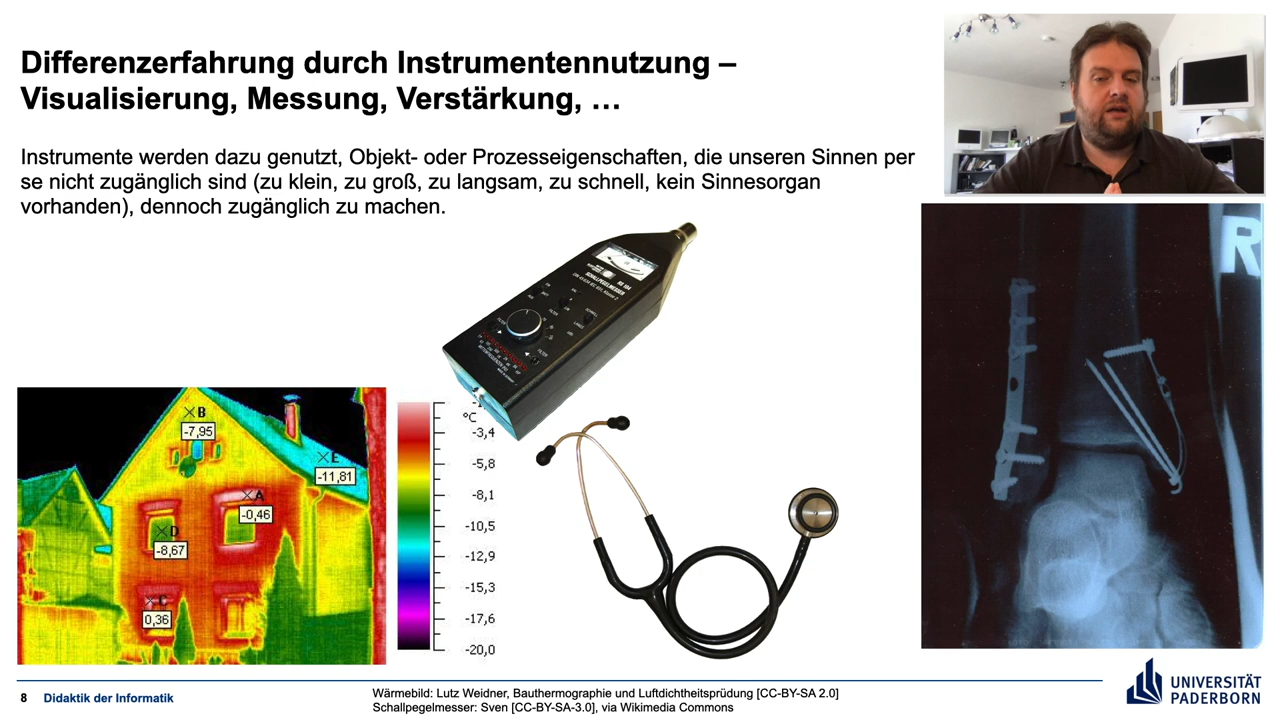 Differenzerfahrung durch Instrumentennutzung –
Visualisierung, Messung, Verstärkung, …
Instrumente werden dazu genutzt, Objekt- oder Prozesseigenschaften, die unseren Sinnen per
se nicht zugänglich sind (zu klein, zu groß, zu langsam, zu schnell, kein Sinnesorgan
vorhanden), dennoch zugänglich zu machen.
R
SCHALLPEGELMESSER
FILTER
B
-7,95
E
-11,81
A
-0,46
D
-8,67
C
0,36
°C
-3,4
-5,8
-8,1
-10,5
-12,9
-15,3
-17,6
-20,0
8 Didaktik der Informatik
Wärmebild: Lutz Weidner, Bauthermographie und Luftdichtheitsprüdung [CC-BY-SA 2.0]
Schallpegelmesser: Sven [CC-BY-SA-3.0], via Wikimedia Commons
UNIVERSITÄT
PADERBORN